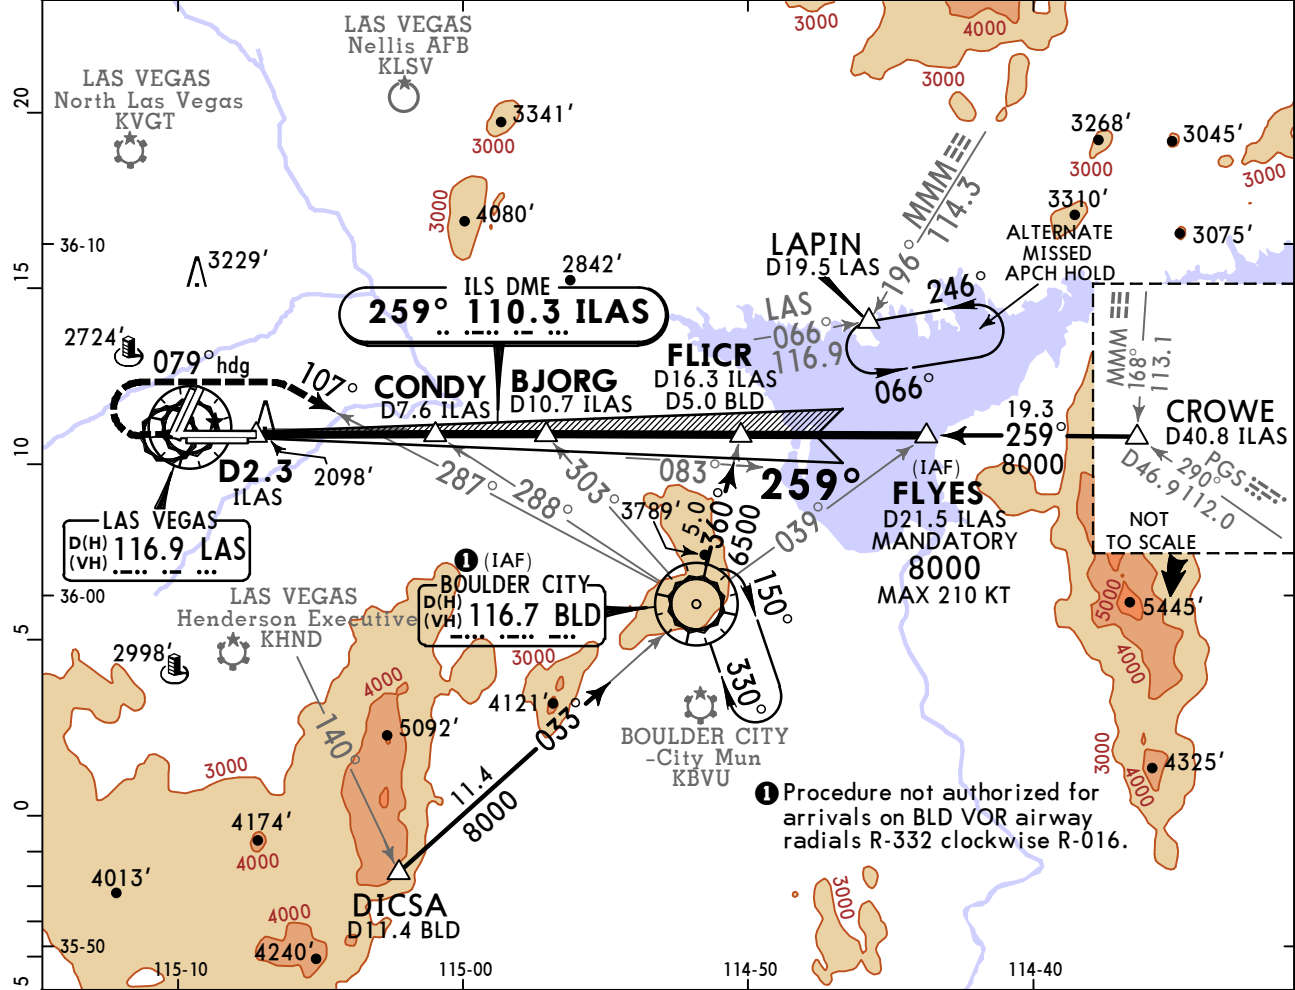 LAS VEGAS
Nellis AFB
KLSV
LAS VEGAS
North Las Vegas
KVGT
3341'
3000
3000
4080'
3000
4000
3000
3268'
3045'
3000
3000
3310'
3075'
MMM
114.3
196°
ALTERNATE
MISSED
APCH HOLD
LAPIN
D19.5 LAS
246°
066°
LAS
066°
116.9
20
15
10
5
0
5
36-10
36-00
35-50
3229'
2842'
2724'
ILS DME
259° 110.3 ILAS
079° hdg
107°
CONDY
D7.6 ILAS
BJORG
D10.7 ILAS
FLICR
D16.3 ILAS
D5.0 BLD
MMM
168°
113.1
CROWE
D40.8 ILAS
19.3
259°
8000
PGS
290°
D46.9 112.0
NOT
TO SCALE
D2.3
ILAS
2098'
287°
288°
303°
083°
259°
039°
(IAF)
FLYES
D21.5 ILAS
MANDATORY
8000
MAX 210 KT
LAS VEGAS
D(H)
(VH)
116.9 LAS
3789'
5.0
360°
6500
1 (IAF)
BOULDER CITY
D(H)
(VH)
116.7 BLD
150°
330°
LAS VEGAS
Henderson Executive
KHND
2998'
140°
3000
4000
5092'
3000
4121'
033°
11.4
8000
BOULDER CITY
-City Mun
KBVU
5000
5445'
4000
3000
4000
4325'
1 Procedure not authorized for
arrivals on BLD VOR airway
radials R-332 clockwise R-016.
4174'
4000
4013'
DICSA
D11.4 BLD
4000
4240'
3000
115-10
115-00
114-50
114-40